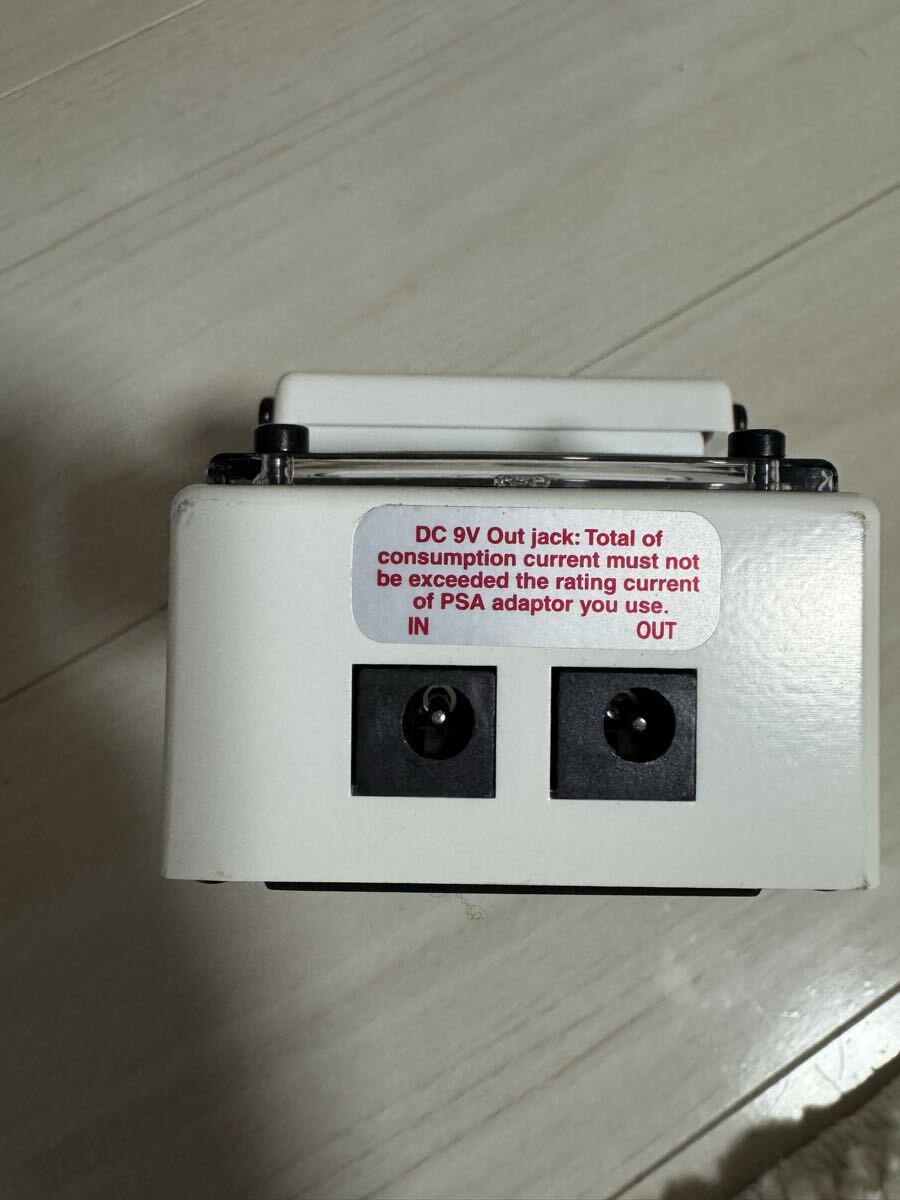 DC 9V Out jack: Total of
consumption current must not
be exceeded the rating current
of PSA adaptor you use.
IN OUT